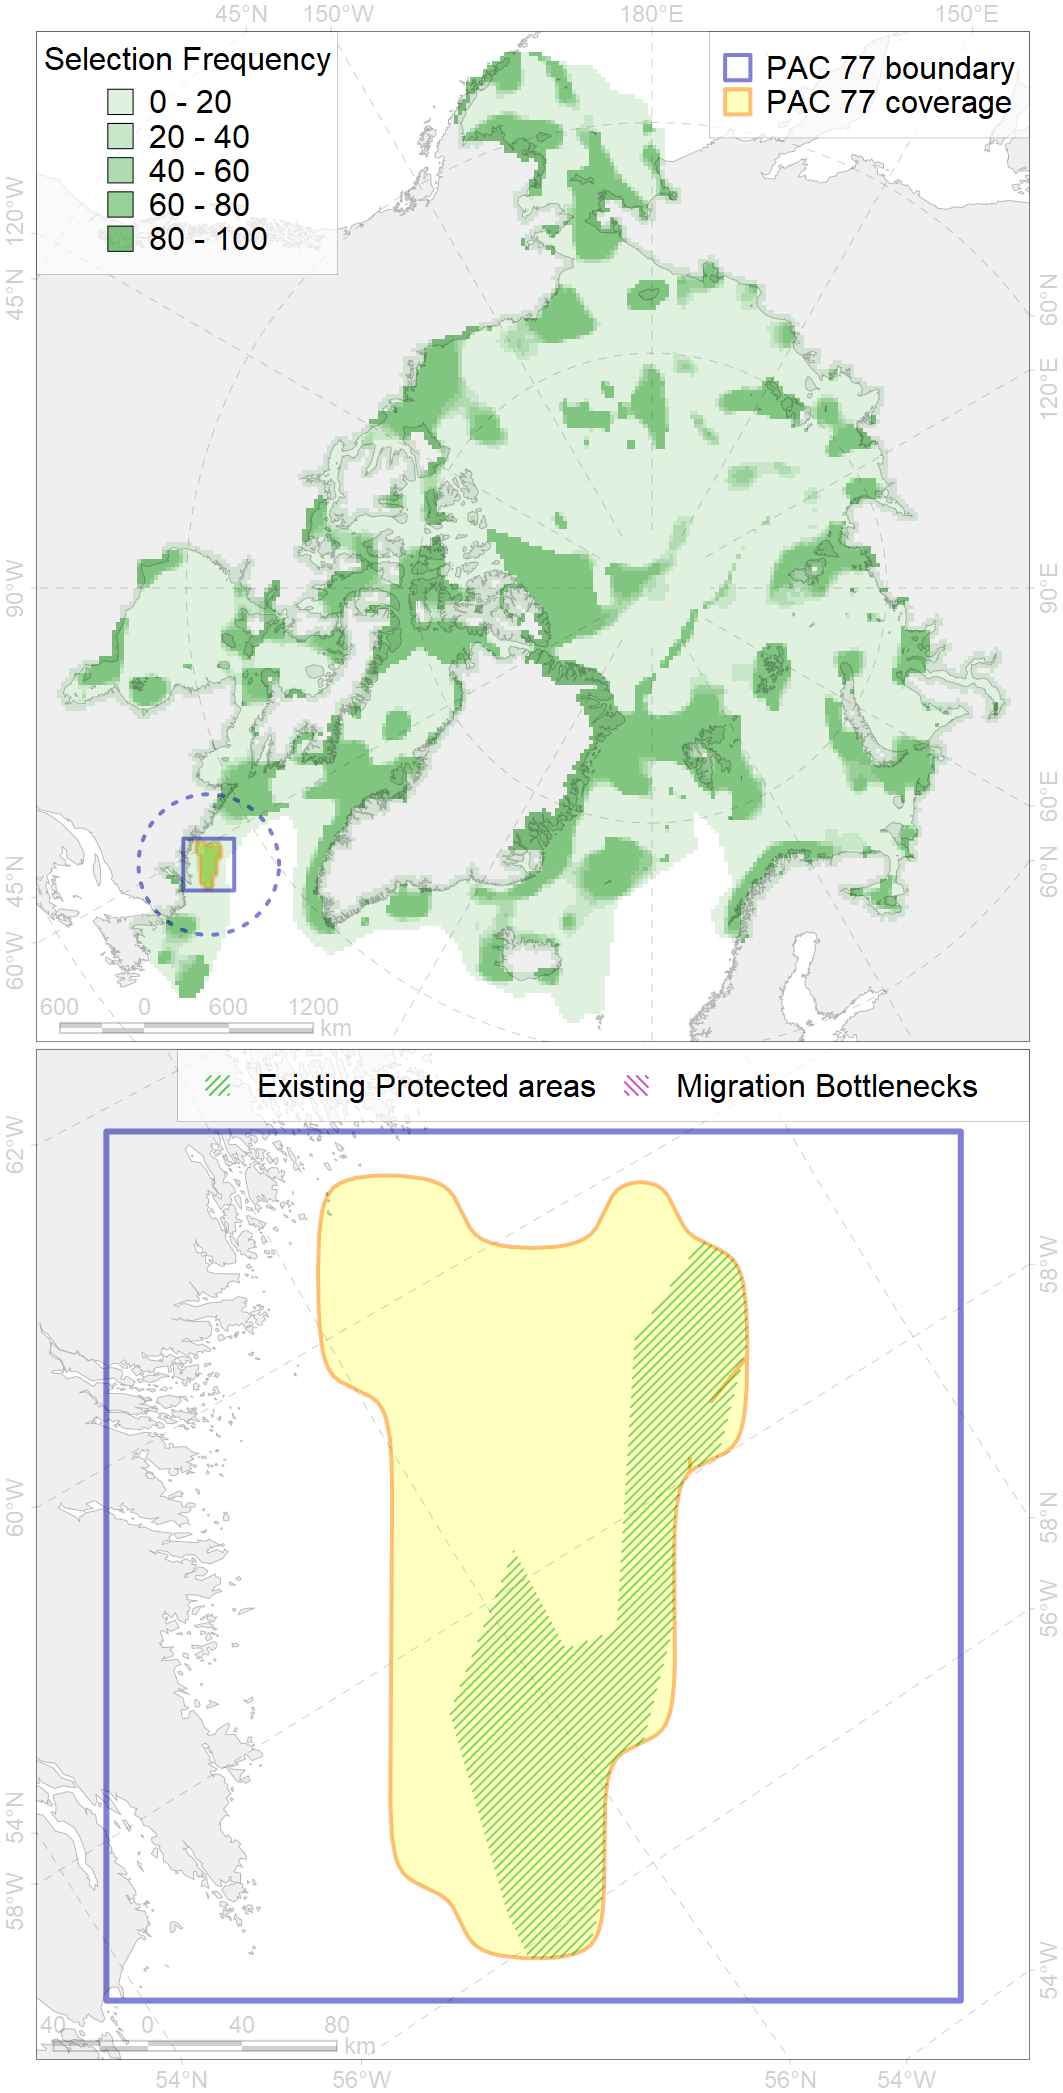 45°N 150°W 180°E 150°E
Selection Frequency
0 - 20
20 - 40
40 - 60
60 - 80
80 - 100
PAC 77 boundary
PAC 77 coverage
120°W
45°N
90°W
45°N
60°W
60°N
120°E
90°E
60°E
60°N
600 0 600 1200
km
Existing Protected areas Migration Bottlenecks
62°W
60°W
54°N
58°W
58°W
58°N
56°W
54°W
40 0 40 80
km
54°N 56°W 56°N 54°W